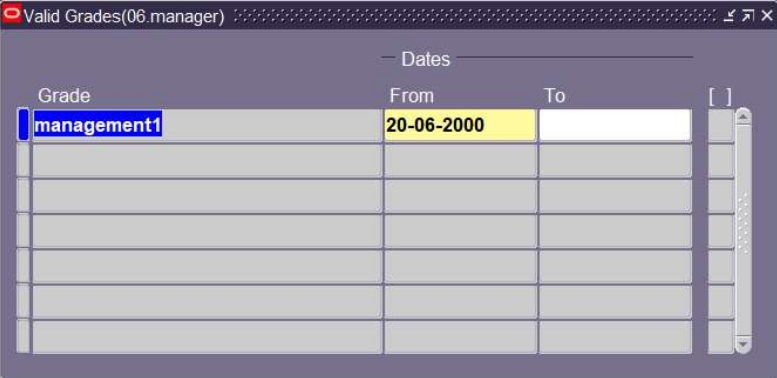 Valid Grades(06.manager)
Dates
Grade From To [ ]
management1 20-06-2000